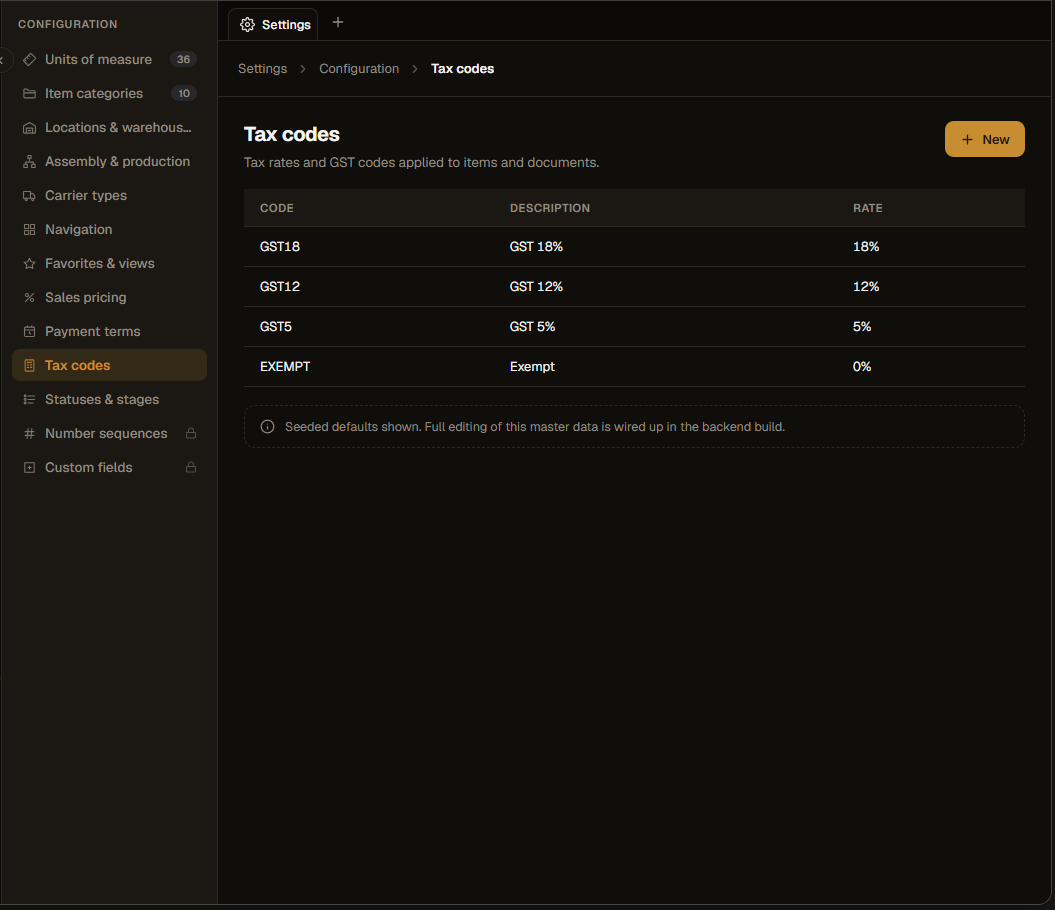 CONFIGURATION
Units of measure 36
Item categories 10
Locations & warehous...
Assembly & production
Carrier types
Navigation
Favorites & views
Sales pricing
Payment terms
Tax codes
Statuses & stages
Number sequences
Custom fields
Settings
Settings > Configuration > Tax codes
Tax codes
Tax rates and GST codes applied to items and documents.
+ New
CODE DESCRIPTION RATE
GST18 GST 18% 18%
GST12 GST 12% 12%
GST5 GST 5% 5%
EXEMPT Exempt 0%
Seeded defaults shown. Full editing of this master data is wired up in the backend build.